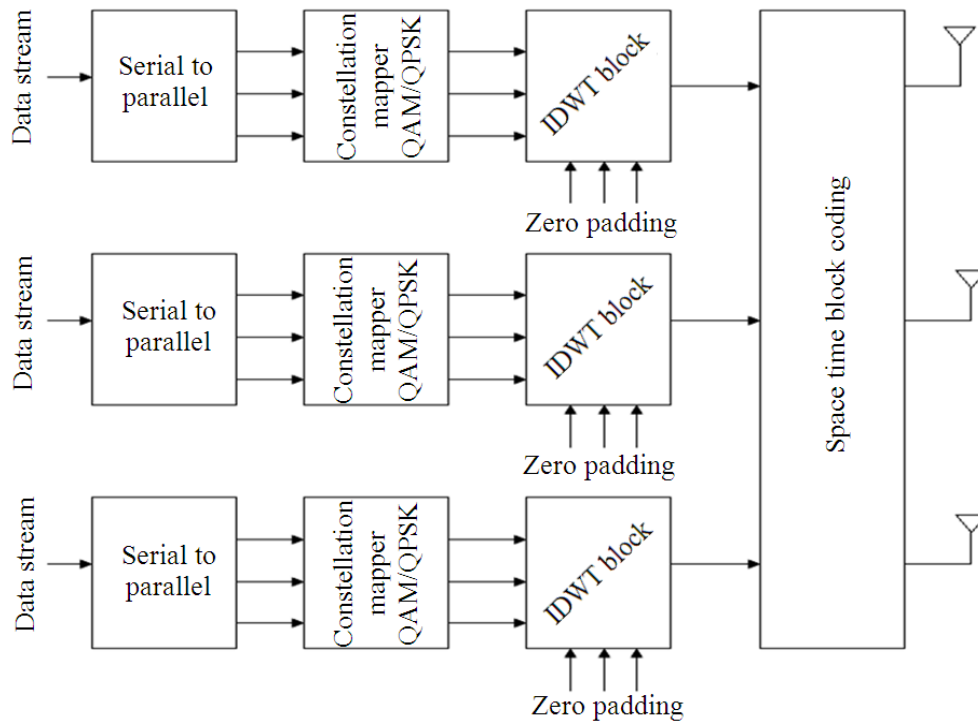 Data stream
Serial to
parallel
Constellation
mapper
QAM/QPSK
IDWT block
Zero padding
Data stream
Serial to
parallel
Constellation
mapper
QAM/QPSK
IDWT block
Zero padding
Data stream
Serial to
parallel
Constellation
mapper
QAM/QPSK
IDWT block
Zero padding
Space time block coding